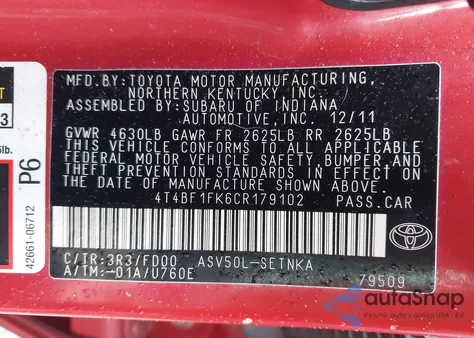 MFD. BY: TOYOTA MOTOR MANUFACTURING,
NORTHERN KENTUCKY, INC.
ASSEMBLED BY: SUBARU OF INDIANA
AUTOMOTIVE, INC. 12/11
GVWR 4630LB GAWR FR 2625LB RR 2625LB
THIS VEHICLE CONFORMS TO ALL APPLICABLE
FEDERAL MOTOR VEHICLE SAFETY, BUMPER, AND
THEFT PREVENTION STANDARDS IN EFFECT ON
THE DATE OF MANUFACTURE SHOWN ABOVE.
4T4BF1FK6CR179102 PASS.CAR
C/TR:3R3/FD00 ASV50L-SETNKA
A/TM:-01A/U760E
79509
TOYOTA
P6
42661-06712
3
lb.
autoSnap